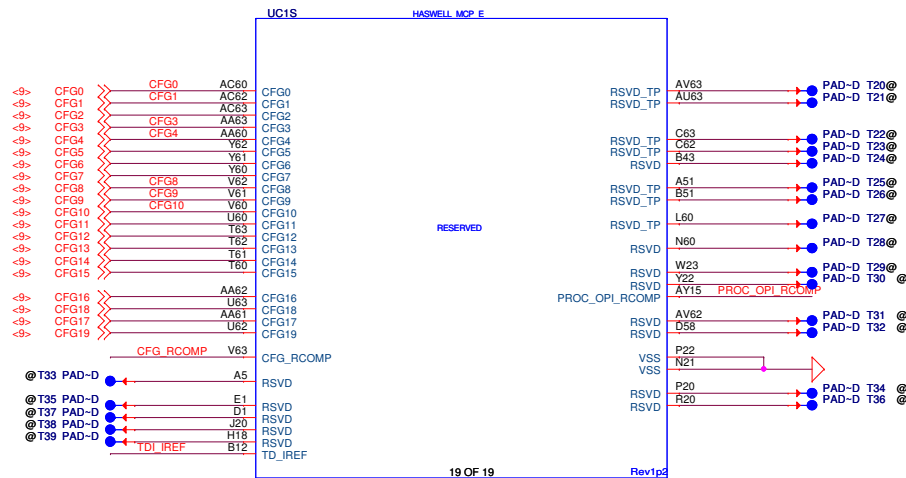 UC1S
HASWELL_MCP_E
<9> CFG0 CFG0 AC60 CFG0 RSVD_TP AV63 PAD~D T20@
<9> CFG1 CFG1 AC62 CFG1 RSVD_TP AU63 PAD~D T21@
<9> CFG2 AC63 CFG2
<9> CFG3 CFG3 AA63 CFG3
<9> CFG4 CFG4 AA60 CFG4 RSVD_TP C63 PAD~D T22@
<9> CFG5 Y62 CFG5 RSVD_TP C62 PAD~D T23@
<9> CFG6 Y61 CFG6 RSVD B43 PAD~D T24@
<9> CFG7 Y60 CFG7
<9> CFG8 CFG8 V62 CFG8 RSVD_TP A51 PAD~D T25@
<9> CFG9 CFG9 V61 CFG9 RSVD_TP B51 PAD~D T26@
<9> CFG10 CFG10 V60 CFG10
<9> CFG11 U60 CFG11 RSVD_TP L60 PAD~D T27@
<9> CFG12 T63 CFG12 RESERVED
<9> CFG13 T62 CFG13 RSVD N60 PAD~D T28@
<9> CFG14 T61 CFG14
<9> CFG15 T60 CFG15 RSVD W23 PAD~D T29@
RSVD Y22 PAD~D T30 @
<9> CFG16 AA62 CFG16 PROC_OPI_RCOMP AY15 PROC_OPI_RCOMP
<9> CFG18 U63 CFG18
<9> CFG17 AA61 CFG17 RSVD AV62 PAD~D T31 @
<9> CFG19 U62 CFG19 RSVD D58 PAD~D T32 @
CFG_RCOMP V63 CFG_RCOMP VSS P22
VSS N21
@T33 PAD~D A5 RSVD
RSVD P20 PAD~D T34 @
@T35 PAD~D E1 RSVD RSVD R20 PAD~D T36 @
@T37 PAD~D D1 RSVD
@T38 PAD~D J20 RSVD
@T39 PAD~D H18 RSVD
TDI_IREF B12 TD_IREF
19 OF 19
Rev1p2